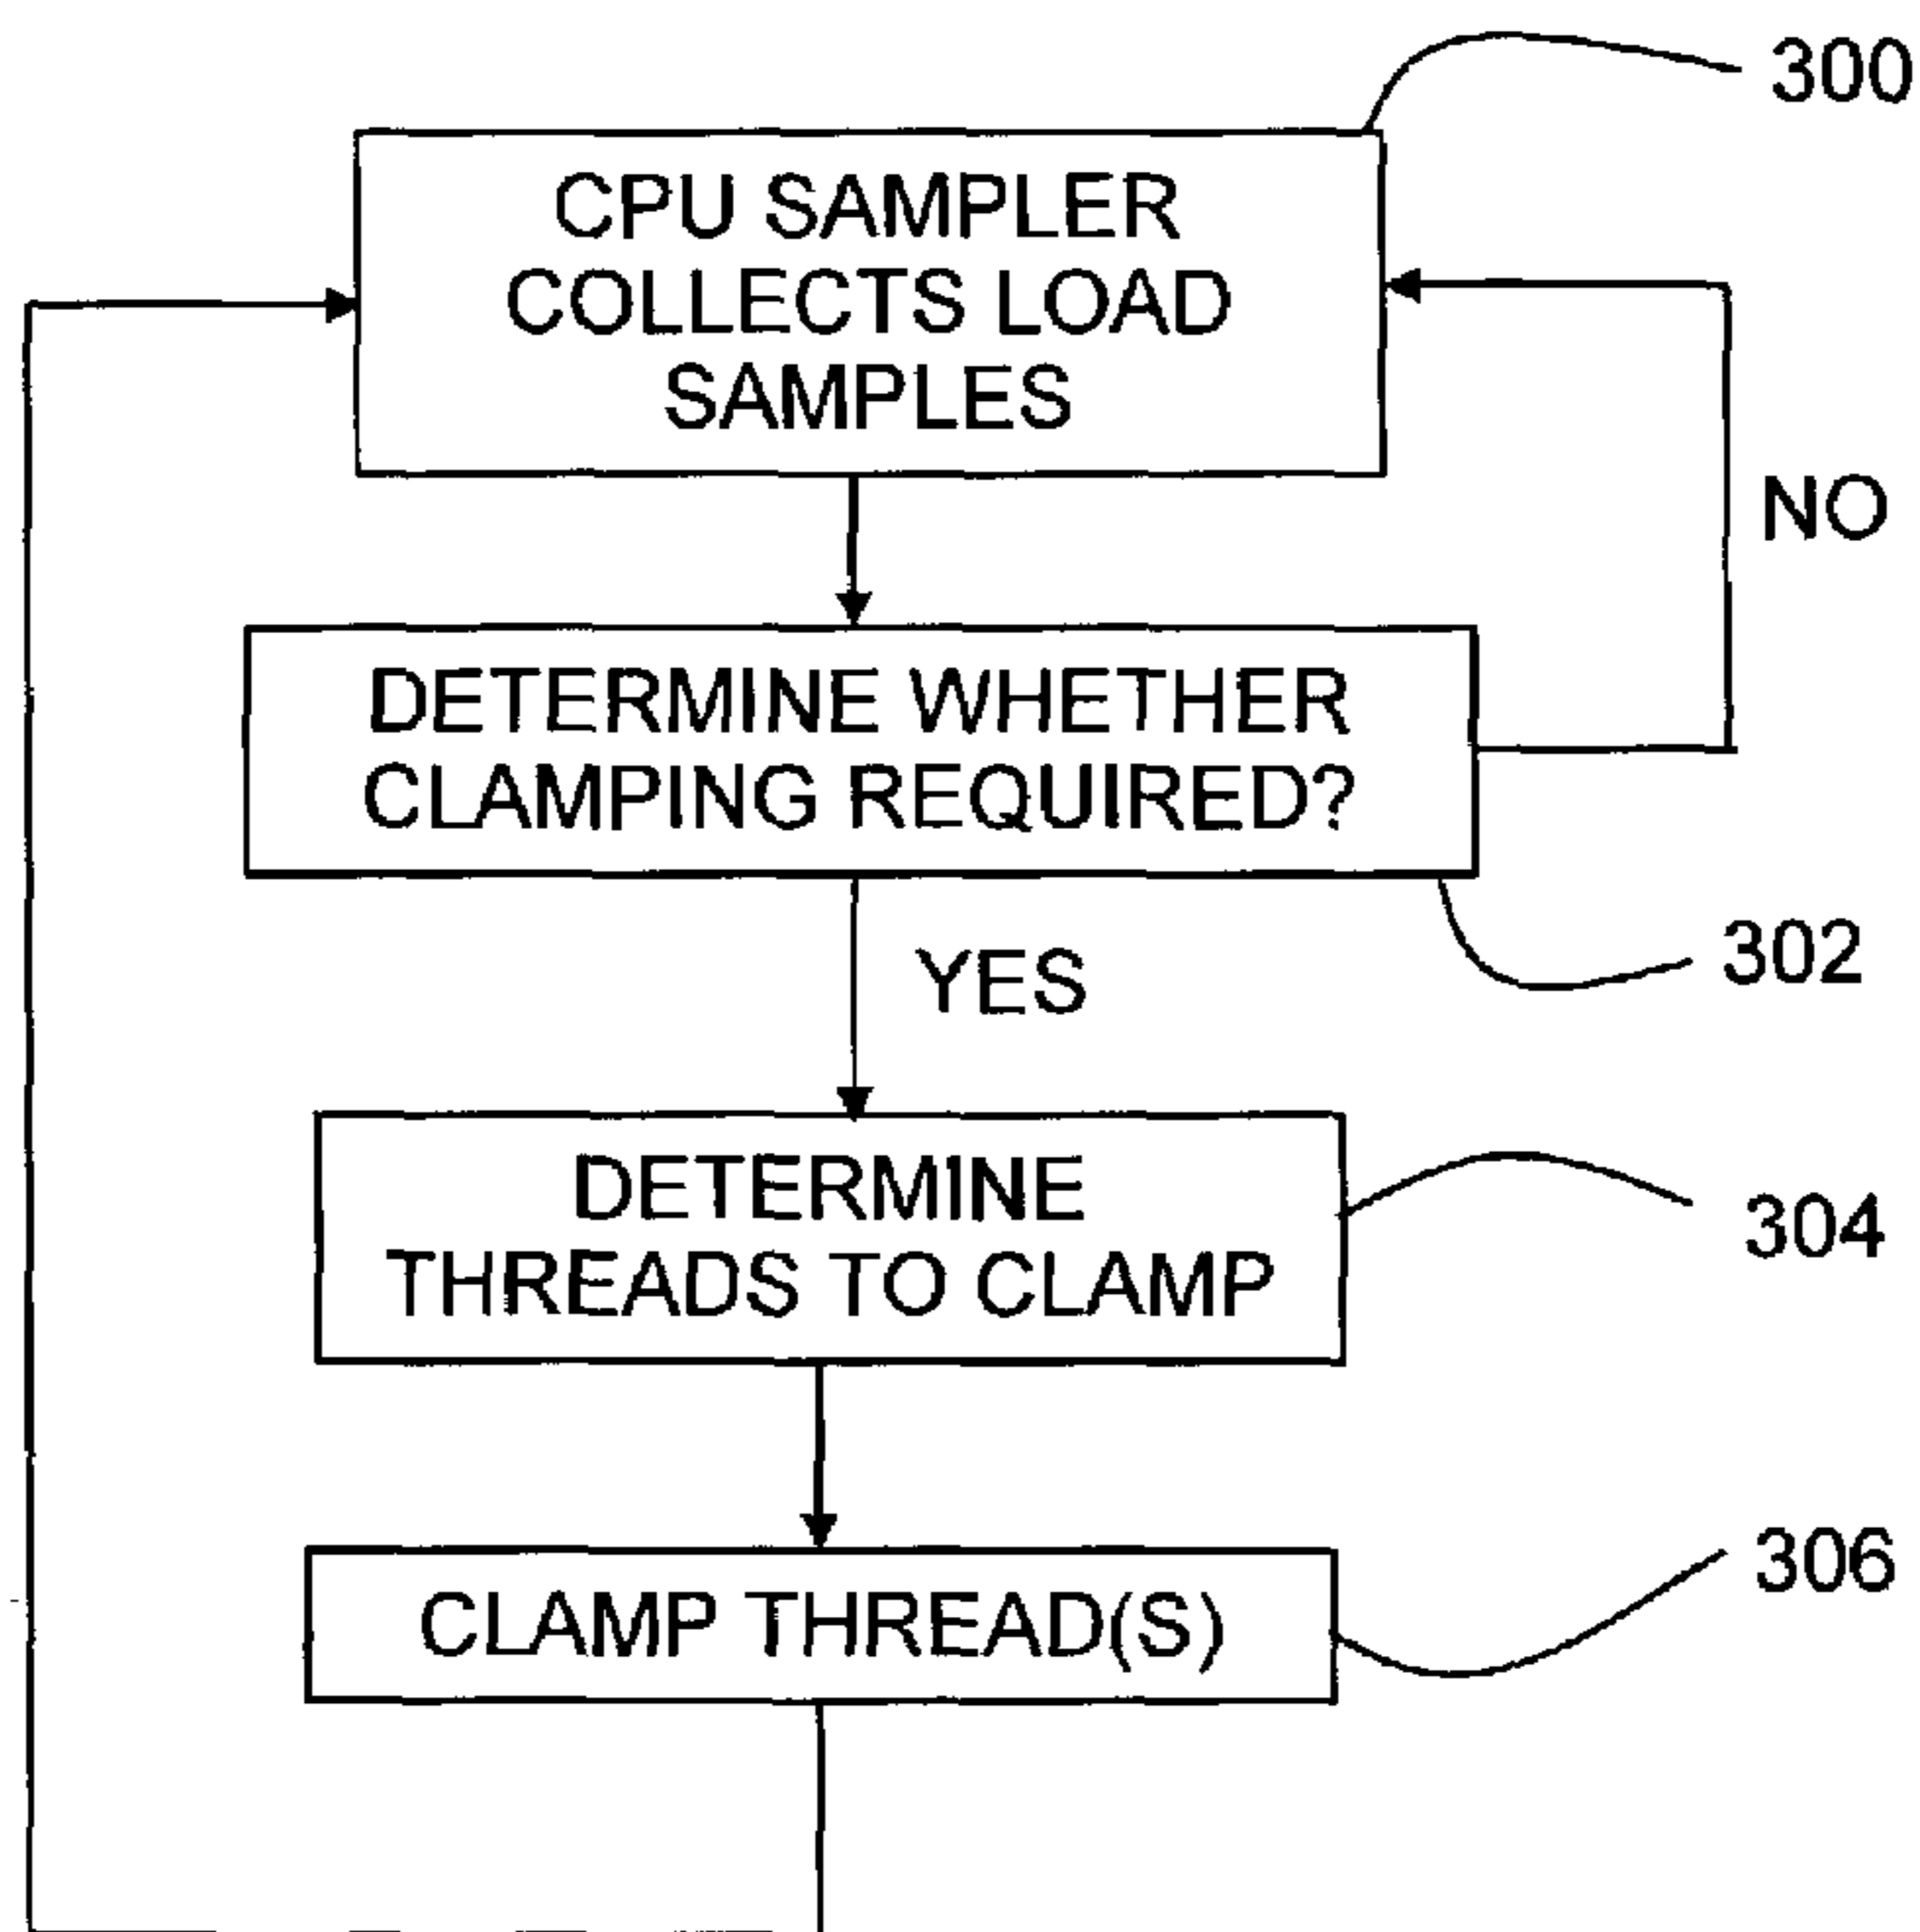 300
CPU SAMPLER
COLLECTS LOAD
SAMPLES
NO
DETERMINE WHETHER
CLAMPING REQUIRED?
302
YES
DETERMINE
THREADS TO CLAMP
304
306
CLAMP THREAD(S)